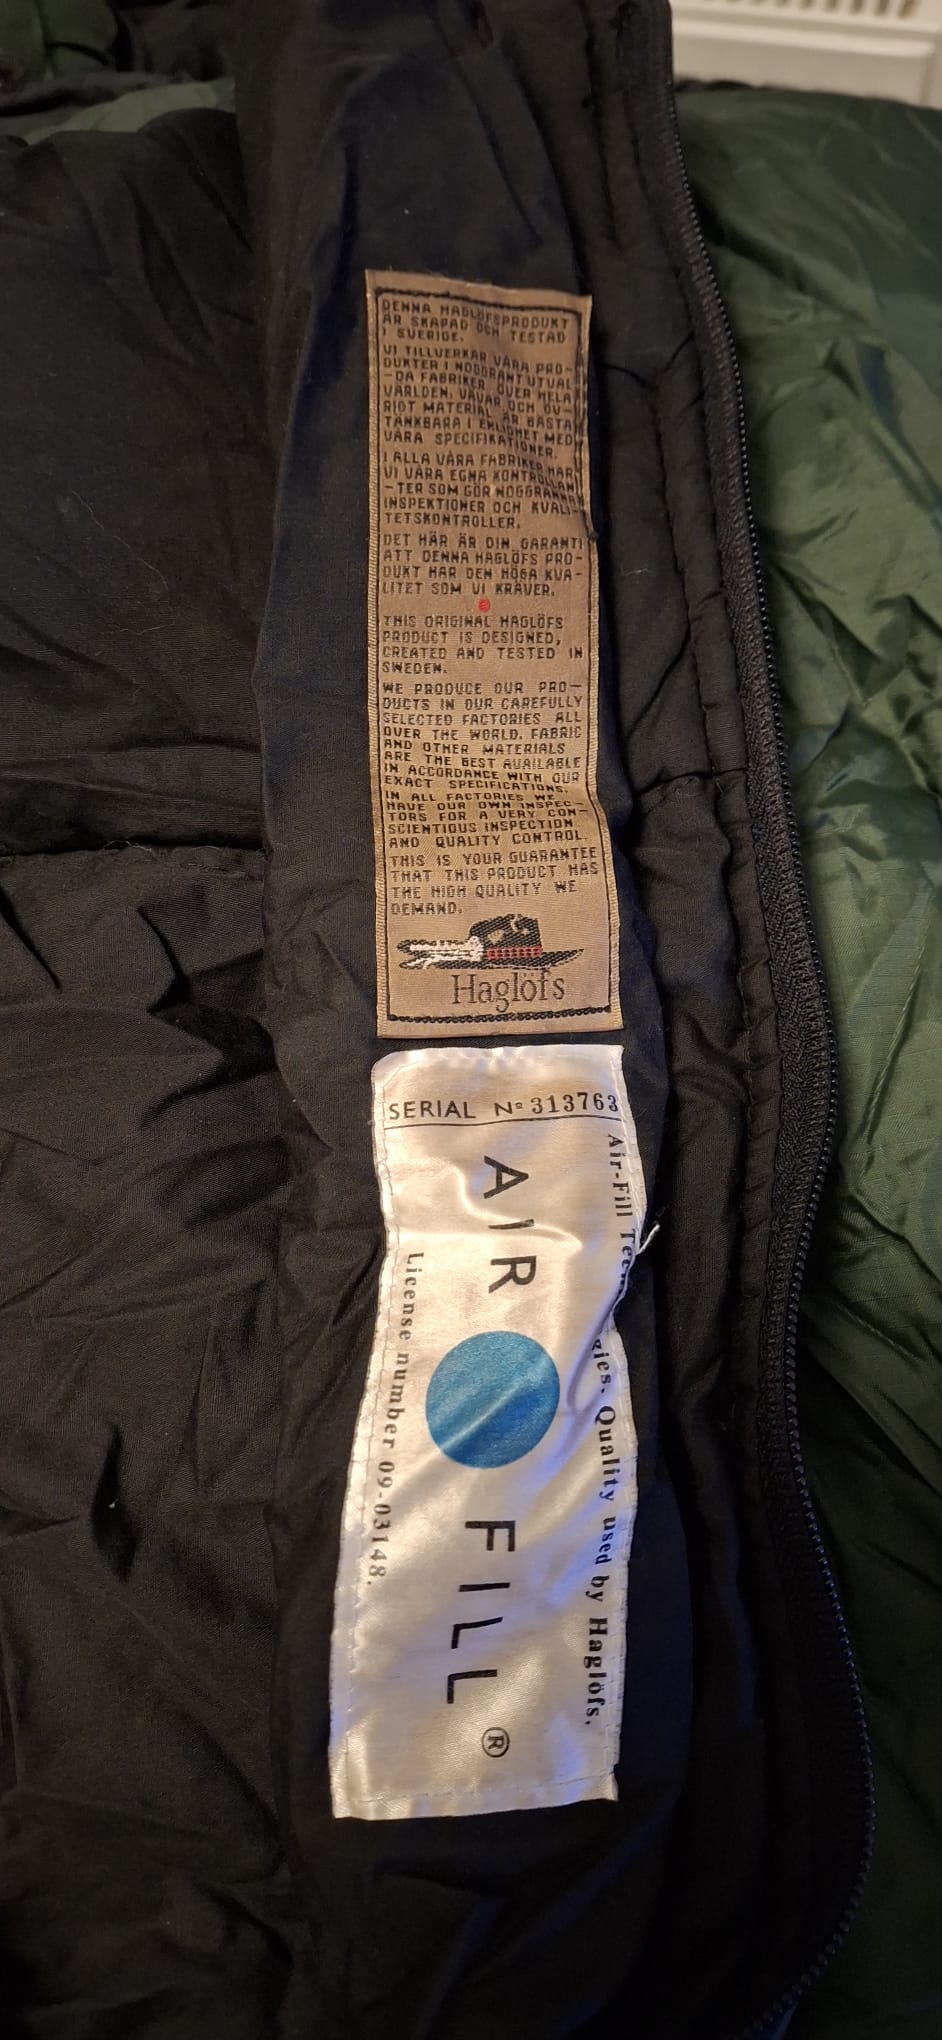 DENNA HAGLÖFSPRODUKT
ÄR SKAPAD OCH TESTAD
I SVERIGE.
VI TILLVERKAR VÅRA PRO-
DUKTER I NOGGRANT UTVAL
-DA FABRIKER ÖVER HELA
VÄRLDEN. VÄVAR OCH ÖV-
RIGT MATERIAL ÄR BÄSTA
TÄNKBARA I ENLIGHET MED
VÅRA SPECIFIKATIONER.
I ALLA VÅRA FABRIKER HAR
VI VÅRA EGNA KONTROLLAN
-TER SOM GÖR NOGGRANNA
INSPEKTIONER OCH KVALI-
TETSKONTROLLER.
DET HÄR ÄR DIN GARANTI
ATT DENNA HAGLÖFS PRO-
DUKT HAR DEN HÖGA KVA-
LITET SOM VI KRÄVER.
THIS ORIGINAL HAGLÖFS
PRODUCT IS DESIGNED,
CREATED AND TESTED IN
SWEDEN.
WE PRODUCE OUR PRO-
DUCTS IN OUR CAREFULLY
SELECTED FACTORIES ALL
OVER THE WORLD. FABRIC
AND OTHER MATERIALS
ARE THE BEST AVAILABLE
IN ACCORDANCE WITH OUR
EXACT SPECIFICATIONS.
IN ALL FACTORIES WE
HAVE OUR OWN INSPEC-
TORS FOR A VERY CON-
SCIENTIOUS INSPECTION
AND QUALITY CONTROL.
THIS IS YOUR GUARANTEE
THAT THIS PRODUCT HAS
THE HIGH QUALITY WE
DEMAND.
Haglöfs
SERIAL Nº 313763
Air-Fill Quality used by Haglöfs.
AIR FILL®
License number 09-03148.